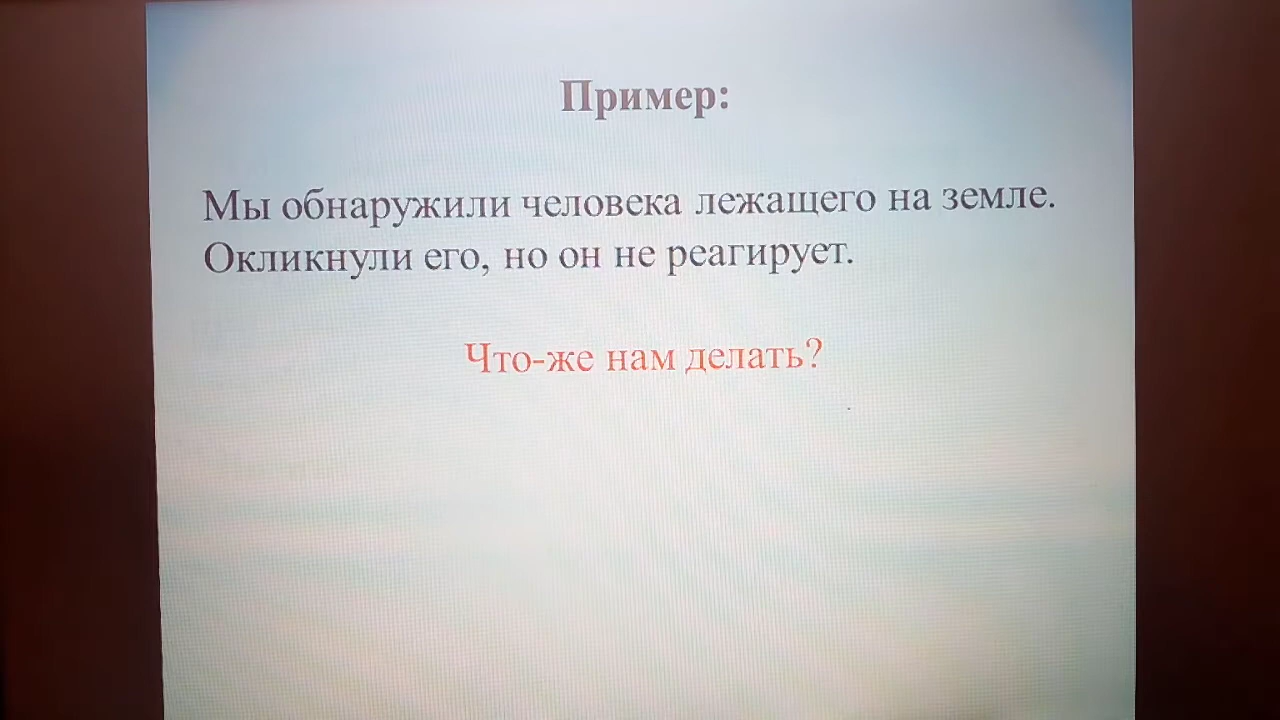 Пример:
Мы обнаружили человека лежащего на земле.
Окликнули его, но он не реагирует.
Что-же нам делать?